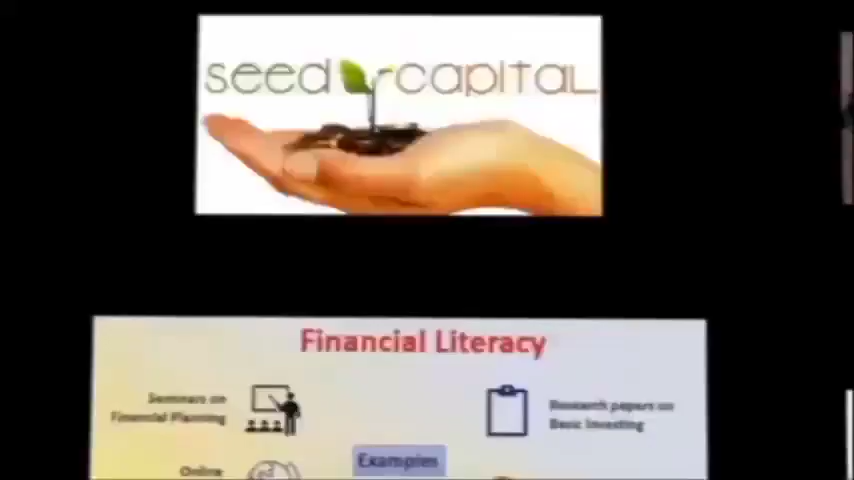 seed capital
Financial Literacy
Seminars on
Financial Planning
Research papers on
Basic Investing
Examples
Online